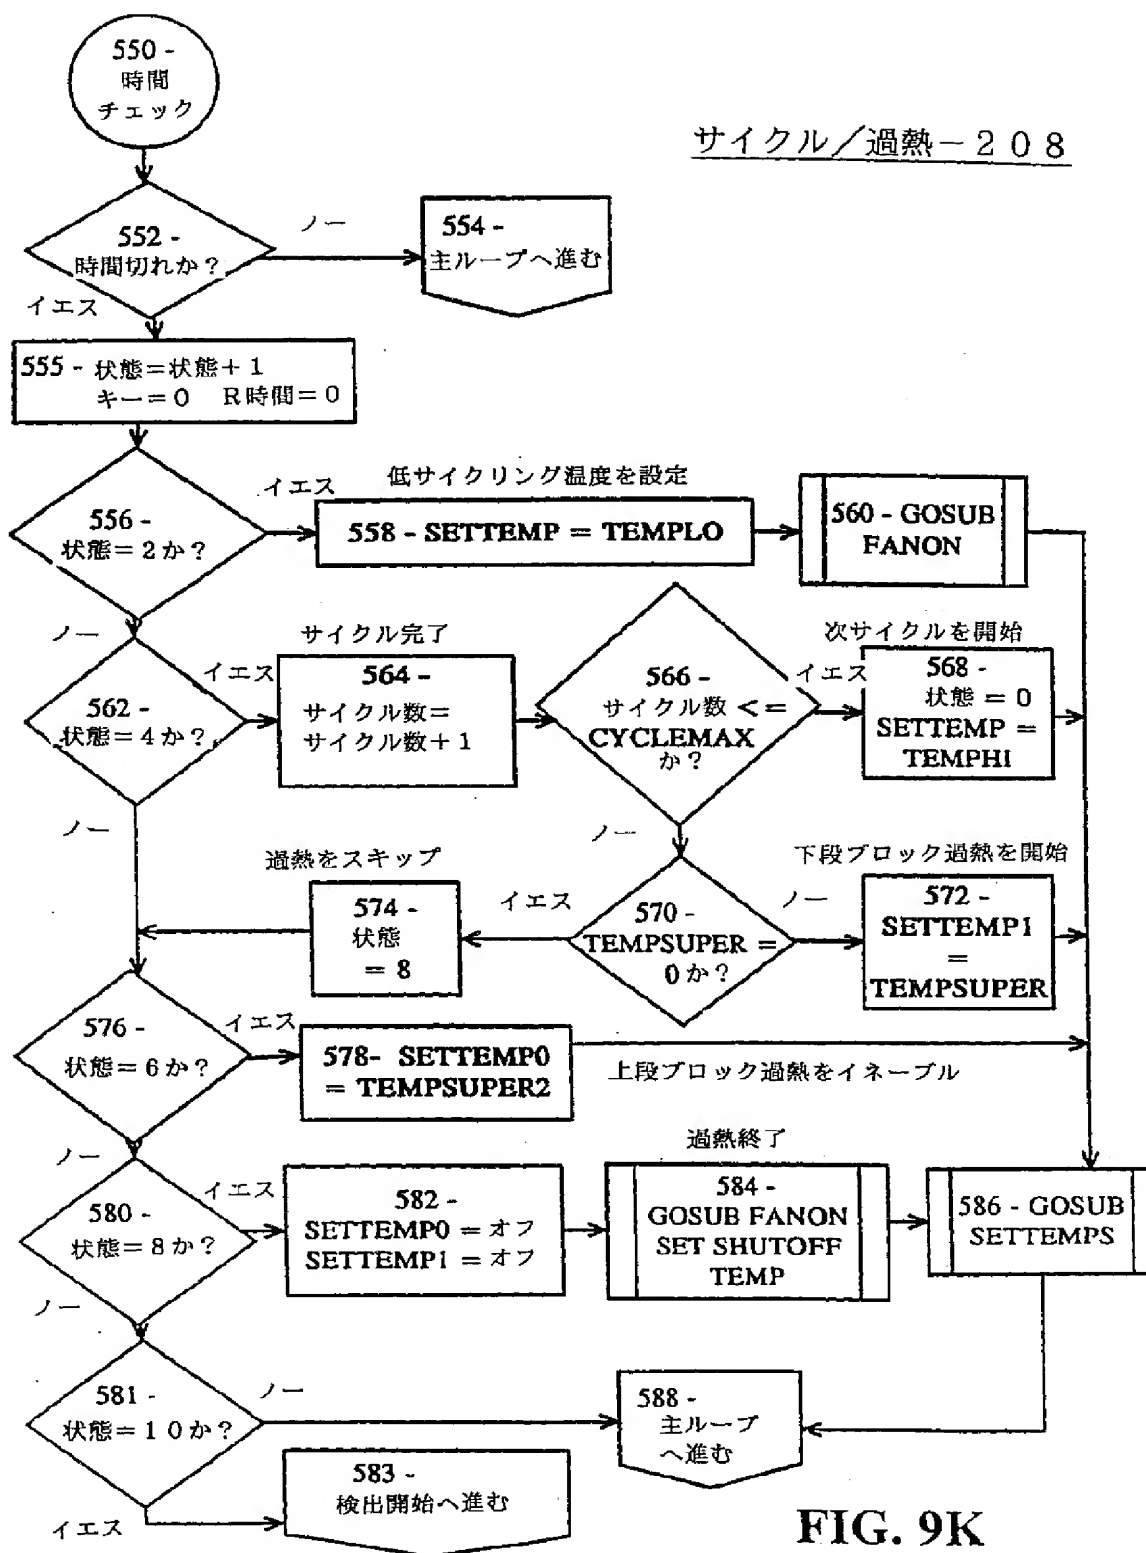 550 -
時間
チェック
サイクル／過熱－２０８
552 -
時間切れか？
ノー
554 -
主ループへ進む
イエス
555 - 状態＝状態＋１
キー＝０　Ｒ時間＝０
556 -
状態＝２か？
イエス
低サイクリング温度を設定
558 - SETTEMP = TEMPLO
560 - GOSUB
FANON
ノー
562 -
状態＝４か？
イエス
サイクル完了
564 -
サイクル数＝
サイクル数＋１
566 -
サイクル数 <=
CYCLEMAX
か？
イエス
次サイクルを開始
568 -
状態＝０
SETTEMP =
TEMPHI
ノー
ノー
過熱をスキップ
574 -
状態
＝８
イエス
570 -
TEMPSUPER =
0か？
ノー
下段ブロック過熱を開始
572 -
SETTEMP1
=
TEMPSUPER
576 -
状態＝６か？
イエス
578- SETTEMP0
= TEMPSUPER2
上段ブロック過熱をイネーブル
ノー
580 -
状態＝８か？
イエス
582 -
SETTEMP0 = オフ
SETTEMP1 = オフ
過熱終了
584 -
GOSUB FANON
SET SHUTOFF
TEMP
586 - GOSUB
SETTEMPS
ノー
581 -
状態＝１０か？
ノー
588 -
主ループ
へ進む
イエス
583 -
検出開始へ進む
FIG. 9K